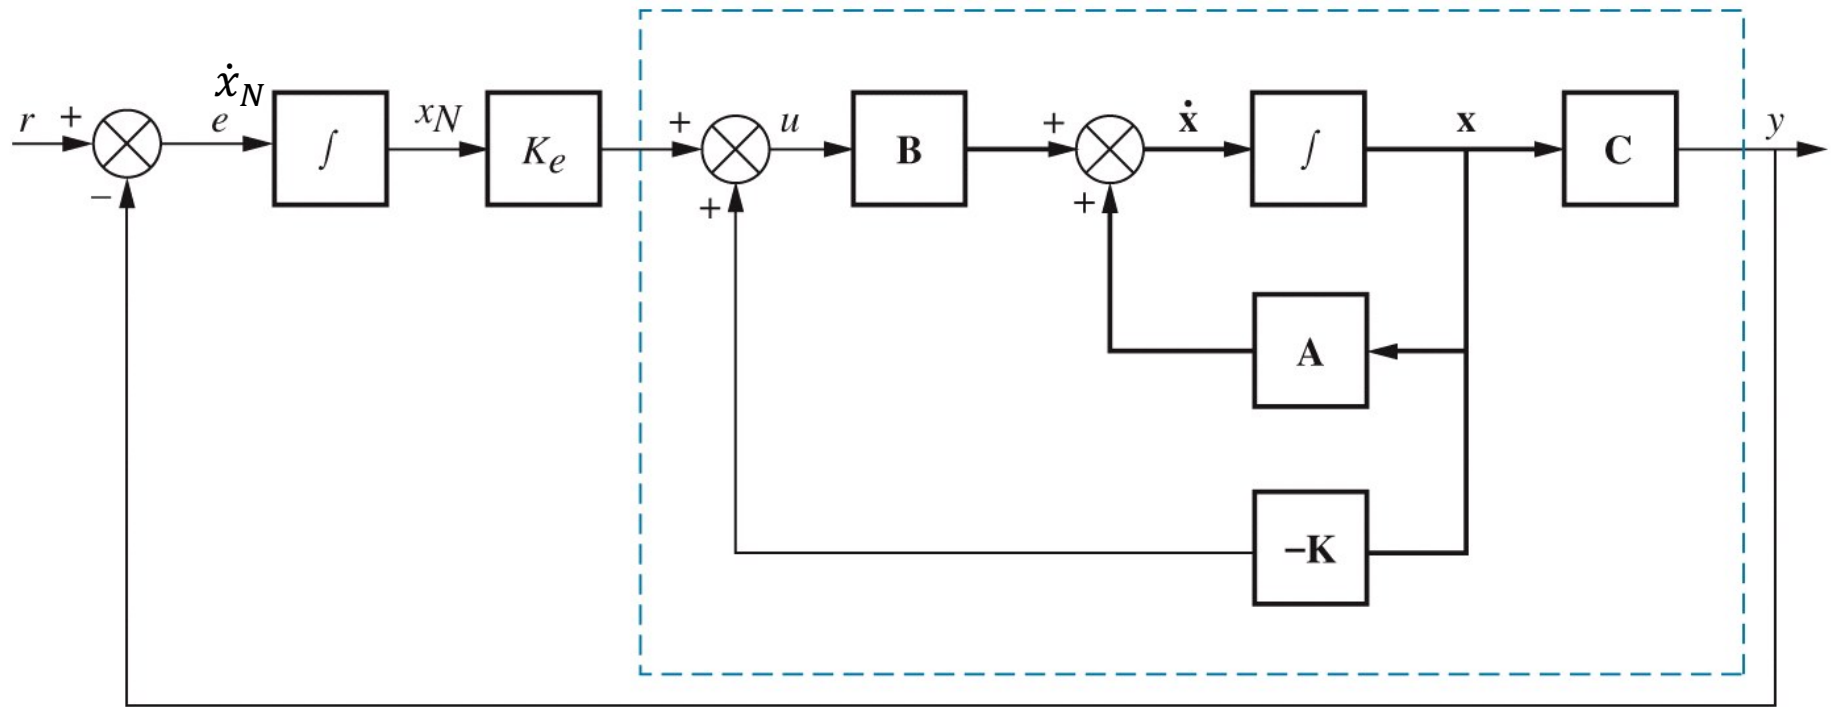 r + ẋ_N e ∫ x_N K_e + u B + ẋ ∫ x C y
− + +
A
−K